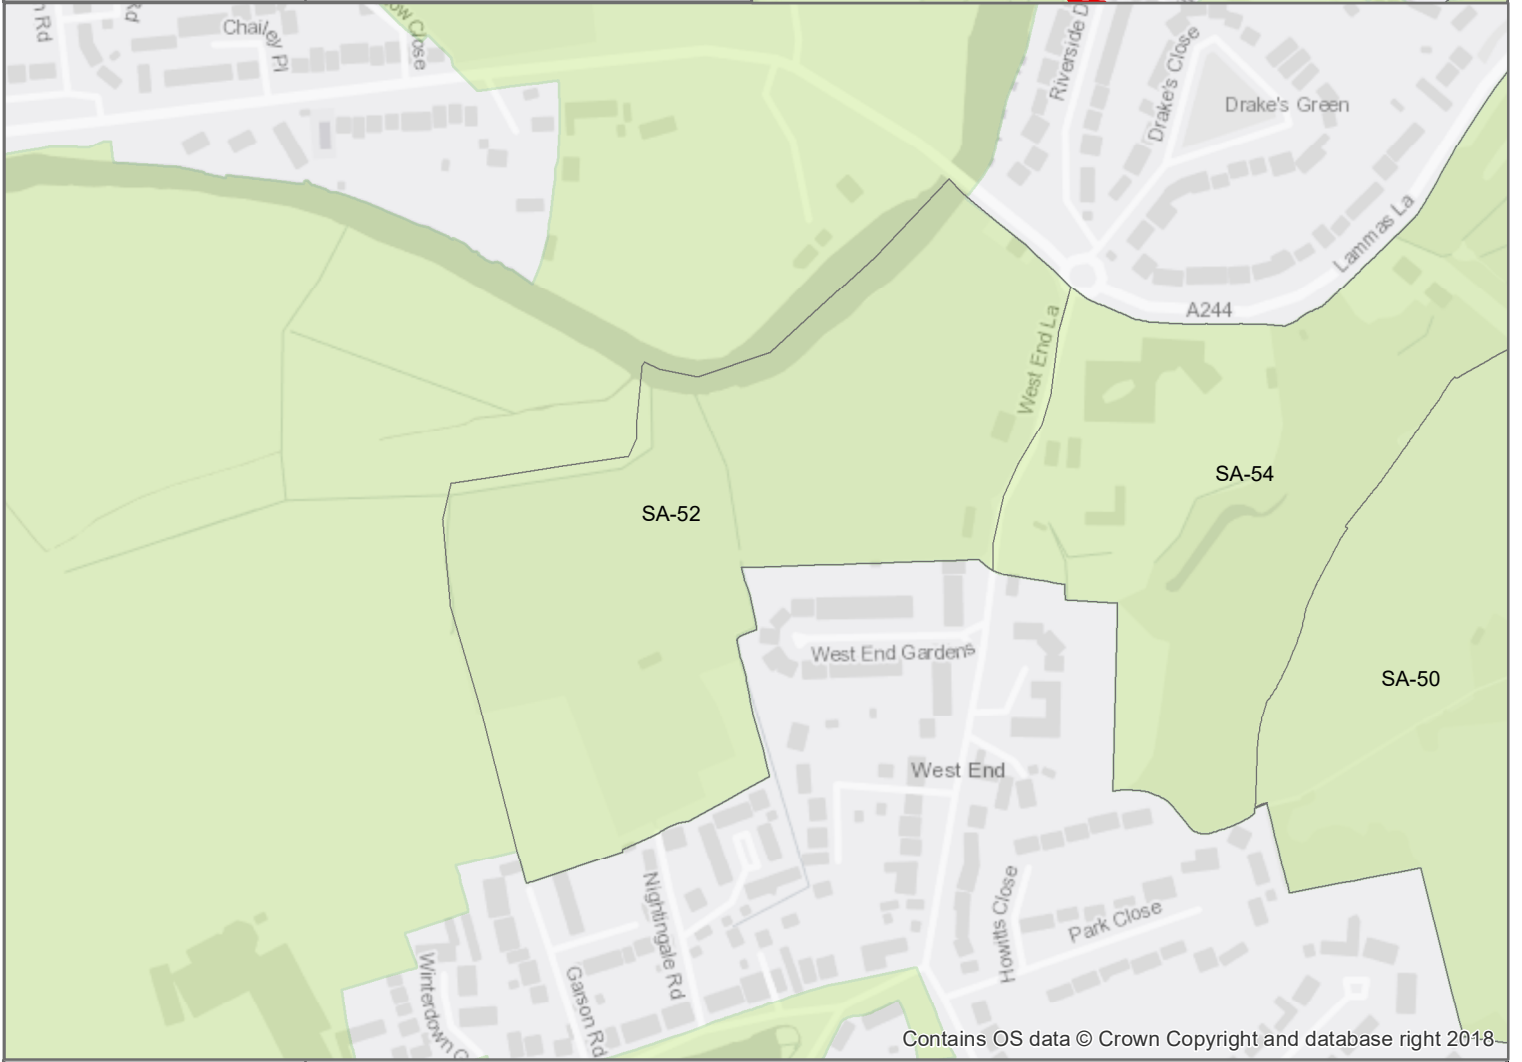 Chailey Pl
Close
Riverside D
Drake's Close
Drake's Green
Lammas La
A244
West End La
SA-54
SA-52
SA-50
West End Gardens
West End
Nightingale Rd
Howitts Close
Park Close
Winterdown C
Garson Rd
Contains OS data © Crown Copyright and database right 2018